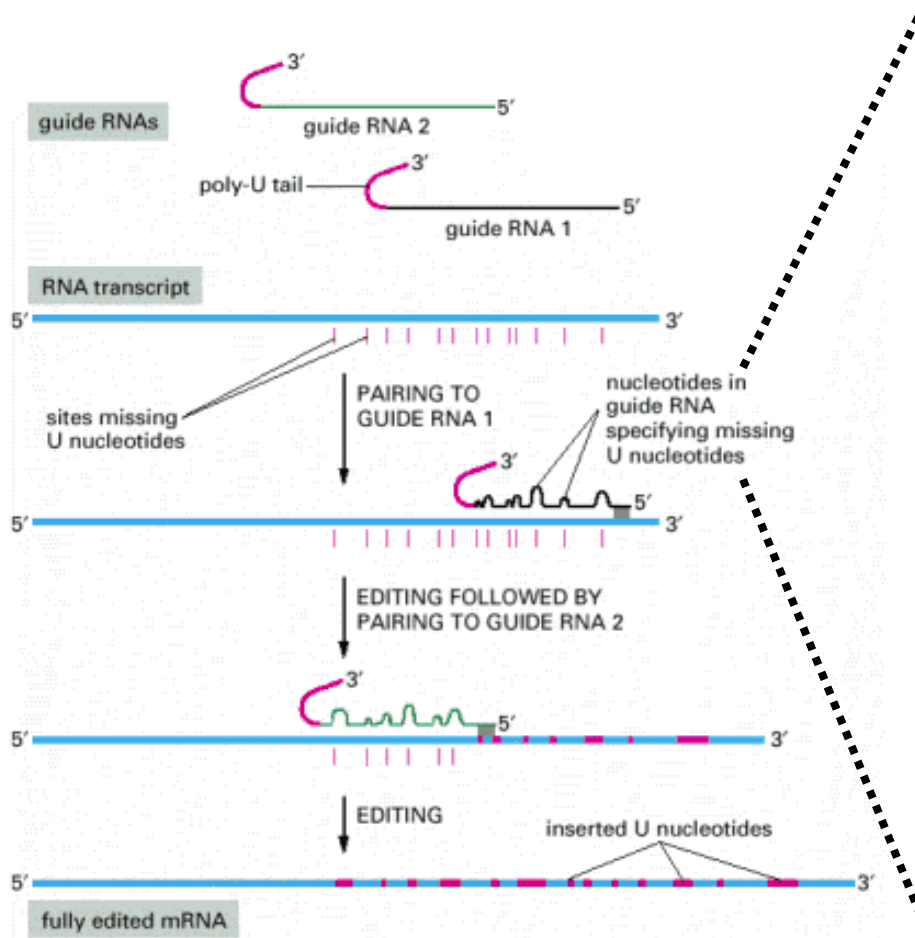 3′
guide RNAs
5′
guide RNA 2
3′
poly-U tail
5′
guide RNA 1
RNA transcript
5′
3′
sites missing
U nucleotides
PAIRING TO
GUIDE RNA 1
nucleotides in
guide RNA
specifying missing
U nucleotides
3′
5′
5′
3′
EDITING FOLLOWED BY
PAIRING TO GUIDE RNA 2
3′
5′
5′
3′
EDITING
inserted U nucleotides
5′
3′
fully edited mRNA